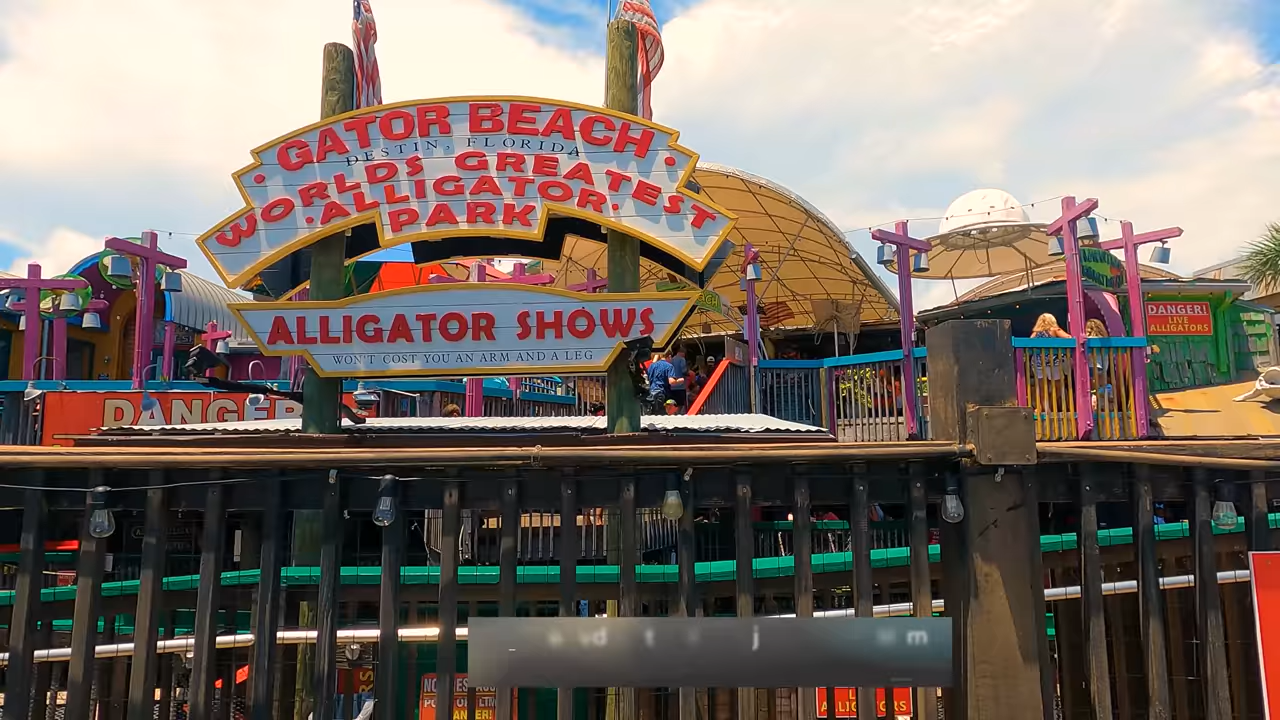 GATOR BEACH
DESTIN, FLORIDA
WORLDS GREATEST
ALLIGATOR
PARK
ALLIGATOR SHOWS
WON'T COST YOU AN ARM AND A LEG
DANGER
DANGER!
LIVE
ALLIGATORS